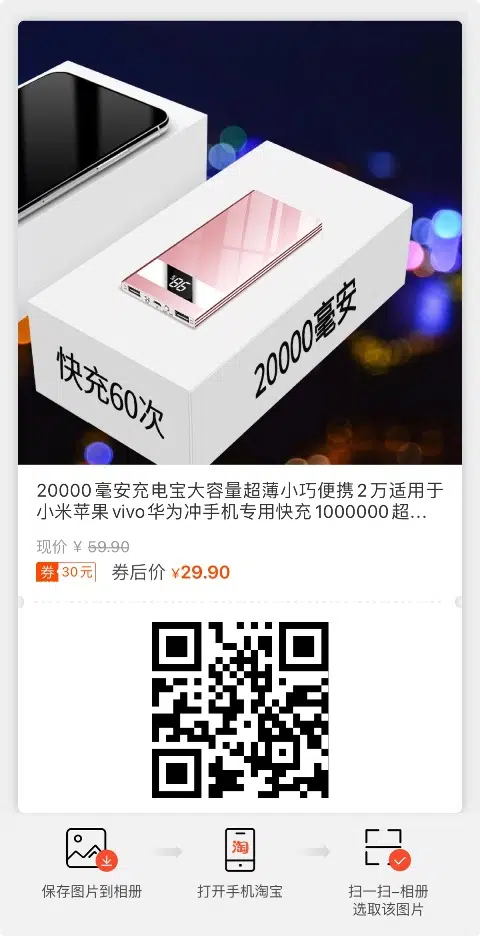 快充60次
20000毫安
20000毫安充电宝大容量超薄小巧便携2万适用于
小米苹果vivo华为冲手机专用快充1000000超...
现价 ¥ 59.90
券 30元 券后价 ¥29.90
淘
保存图片到相册
打开手机淘宝
扫一扫-相册
选取该图片